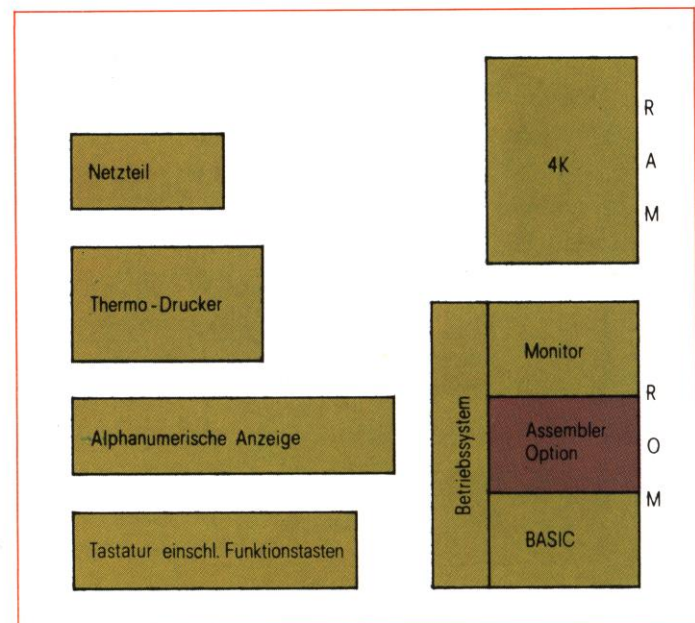 Netzteil
Thermo-Drucker
Alphanumerische Anzeige
Tastatur einschl. Funktionstasten
4K
R
A
M
Betriebssystem
Monitor
Assembler
Option
BASIC
R
O
M